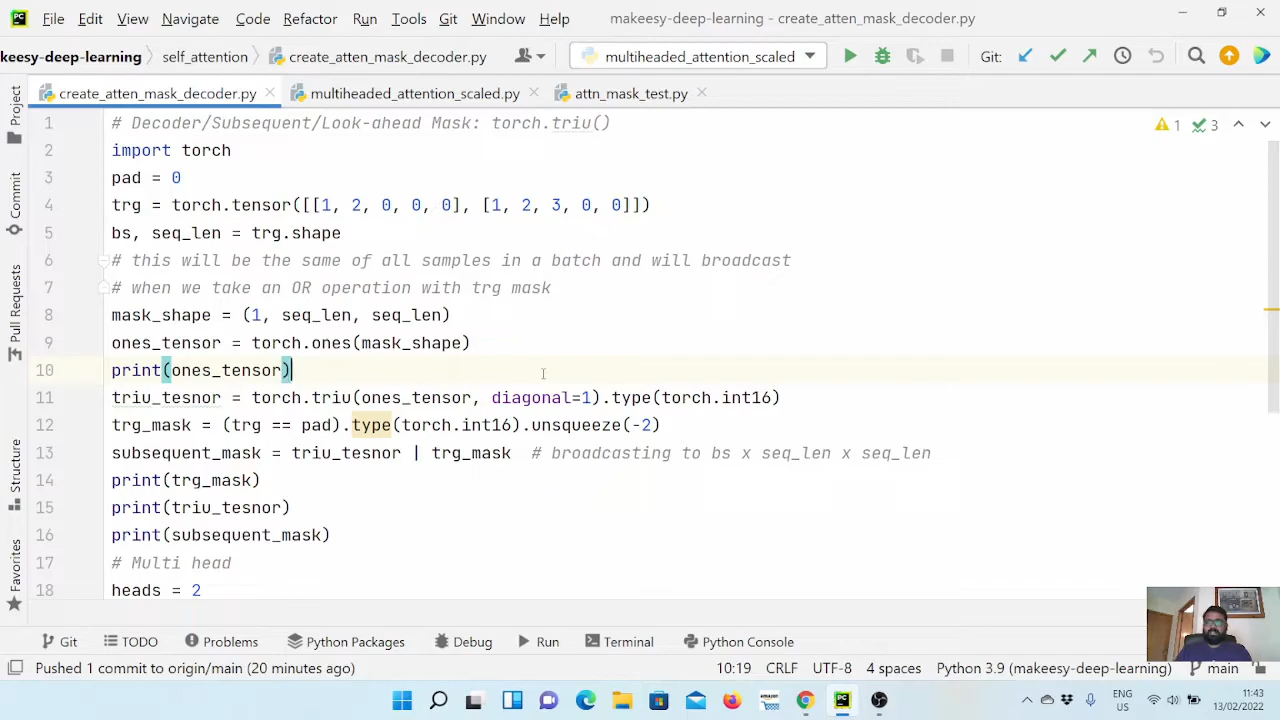 PC File Edit View Navigate Code Refactor Run Tools Git Window Help makeesy-deep-learning - create_atten_mask_decoder.py
keesy-deep-learning self_attention create_atten_mask_decoder.py multiheaded_attention_scaled Git:
create_atten_mask_decoder.py multiheaded_attention_scaled.py attn_mask_test.py
Project
Commit
Pull Requests
Structure
Favorites
1 # Decoder/Subsequent/Look-ahead Mask: torch.triu() 1 3
2 import torch
3 pad = 0
4 trg = torch.tensor([[1, 2, 0, 0, 0], [1, 2, 3, 0, 0]])
5 bs, seq_len = trg.shape
6 # this will be the same of all samples in a batch and will broadcast
7 # when we take an OR operation with trg mask
8 mask_shape = (1, seq_len, seq_len)
9 ones_tensor = torch.ones(mask_shape)
10 print(ones_tensor)
11 triu_tesnor = torch.triu(ones_tensor, diagonal=1).type(torch.int16)
12 trg_mask = (trg == pad).type(torch.int16).unsqueeze(-2)
13 subsequent_mask = triu_tesnor | trg_mask # broadcasting to bs x seq_len x seq_len
14 print(trg_mask)
15 print(triu_tesnor)
16 print(subsequent_mask)
17 # Multi head
18 heads = 2
Git TODO Problems Python Packages Debug Run Terminal Python Console
Pushed 1 commit to origin/main (20 minutes ago) 10:19 CRLF UTF-8 4 spaces Python 3.9 (makeesy-deep-learning) main
ENG
US
11:43
13/02/2022